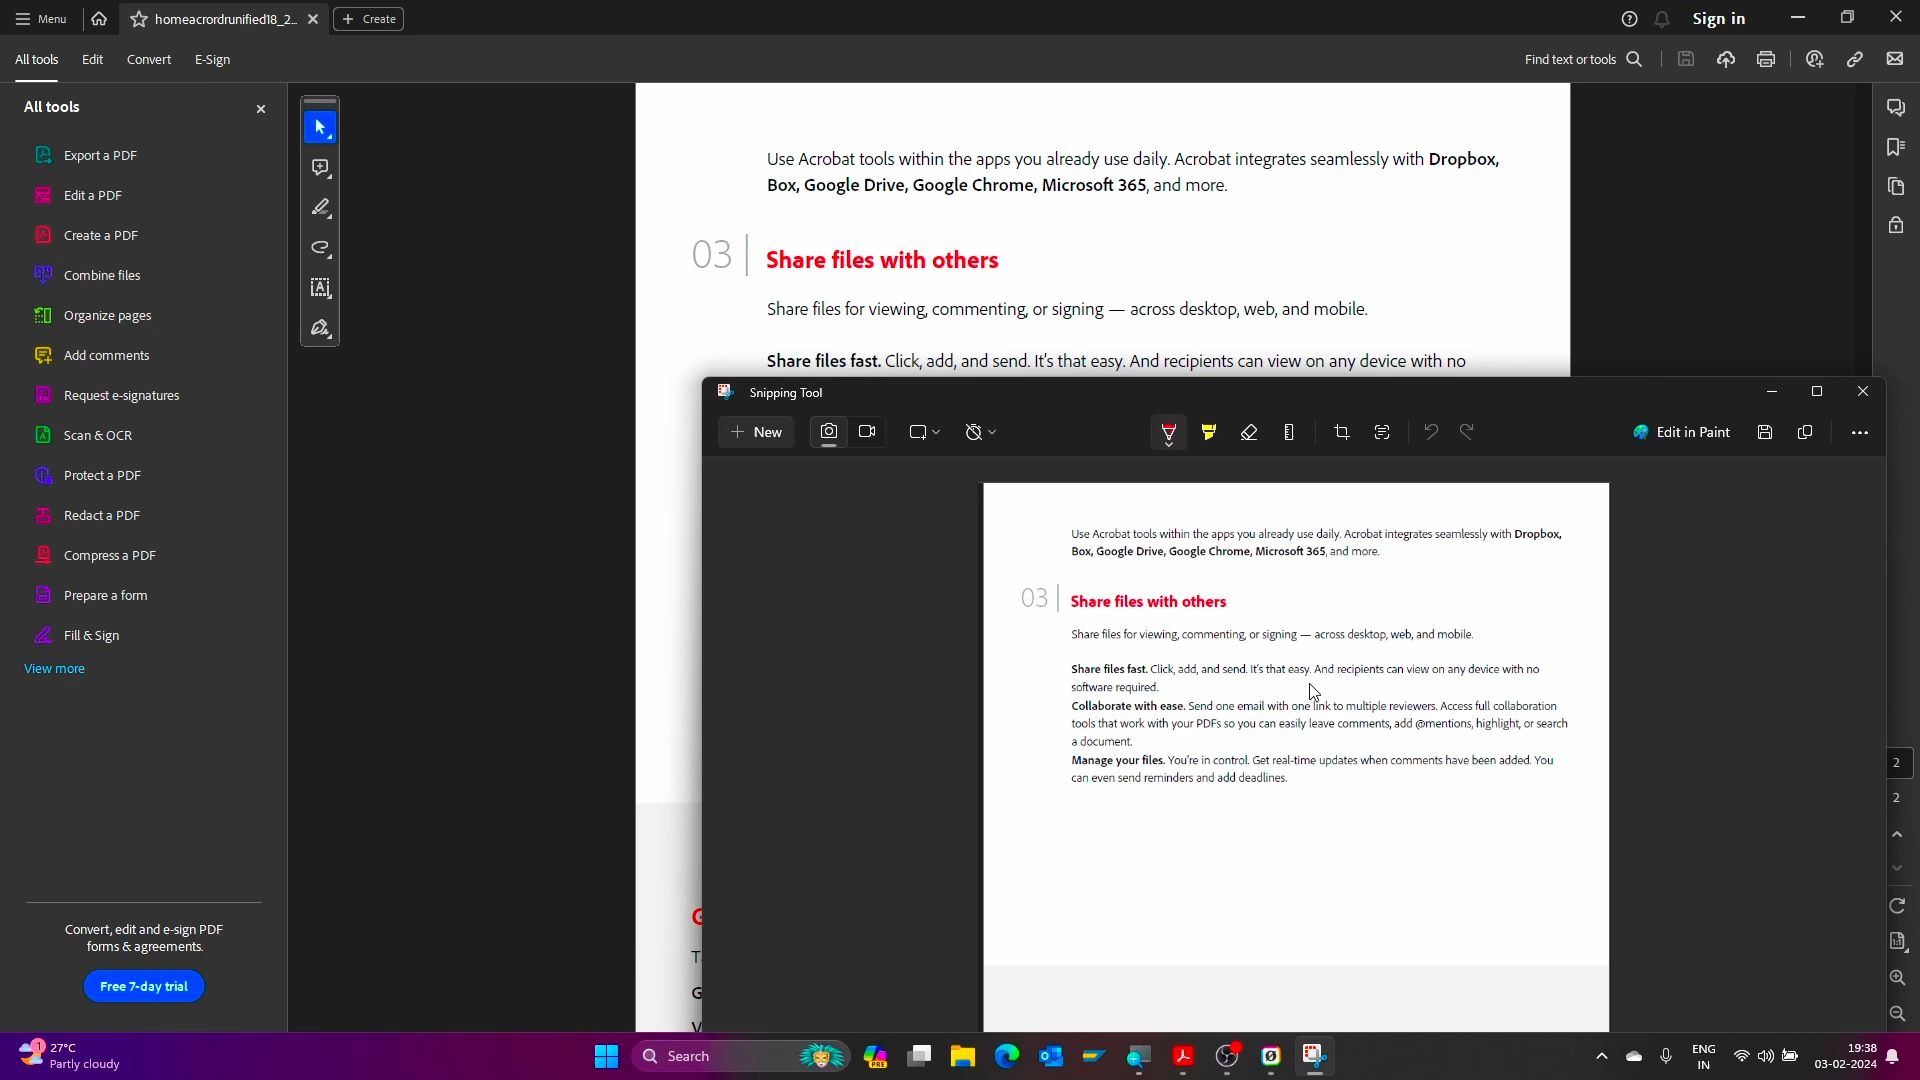 Menu
homeacrordrunified18_2...
Create
Sign in
All tools
Edit
Convert
E-Sign
Find text or tools
All tools
Export a PDF
Edit a PDF
Create a PDF
Combine files
Organize pages
Add comments
Request e-signatures
Scan & OCR
Protect a PDF
Redact a PDF
Compress a PDF
Prepare a form
Fill & Sign
View more
Convert, edit and e-sign PDF
forms & agreements.
Free 7-day trial
Use Acrobat tools within the apps you already use daily. Acrobat integrates seamlessly with Dropbox,
Box, Google Drive, Google Chrome, Microsoft 365, and more.
03
Share files with others
Share files for viewing, commenting, or signing — across desktop, web, and mobile.
Share files fast. Click, add, and send. It's that easy. And recipients can view on any device with no
Snipping Tool
New
Edit in Paint
Use Acrobat tools within the apps you already use daily. Acrobat integrates seamlessly with Dropbox,
Box, Google Drive, Google Chrome, Microsoft 365, and more.
03
Share files with others
Share files for viewing, commenting, or signing — across desktop, web, and mobile.
Share files fast. Click, add, and send. It's that easy. And recipients can view on any device with no
software required.
Collaborate with ease. Send one email with one link to multiple reviewers. Access full collaboration
tools that work with your PDFs so you can easily leave comments, add @mentions, highlight, or search
a document.
Manage your files. You're in control. Get real-time updates when comments have been added. You
can even send reminders and add deadlines.
2
2
1
27°C
Partly cloudy
Search
PRE
ENG
IN
19:38
03-02-2024